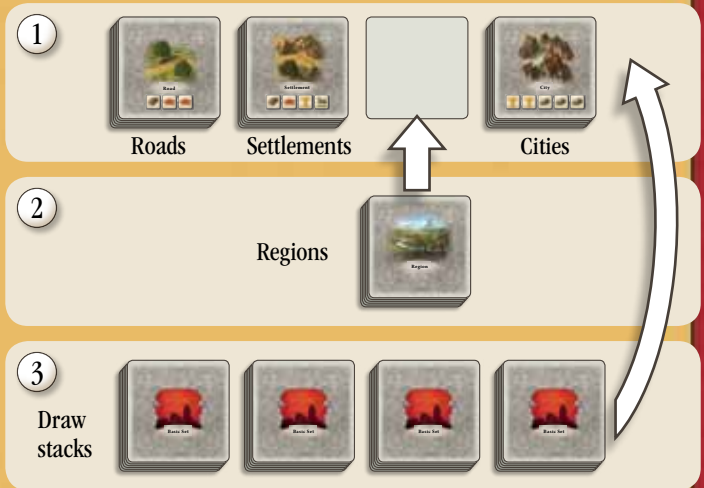 1
Road
Settlement
City
Roads
Settlements
Cities
2
Regions
Region
3
Draw
stacks
Basic Set
Basic Set
Basic Set
Basic Set